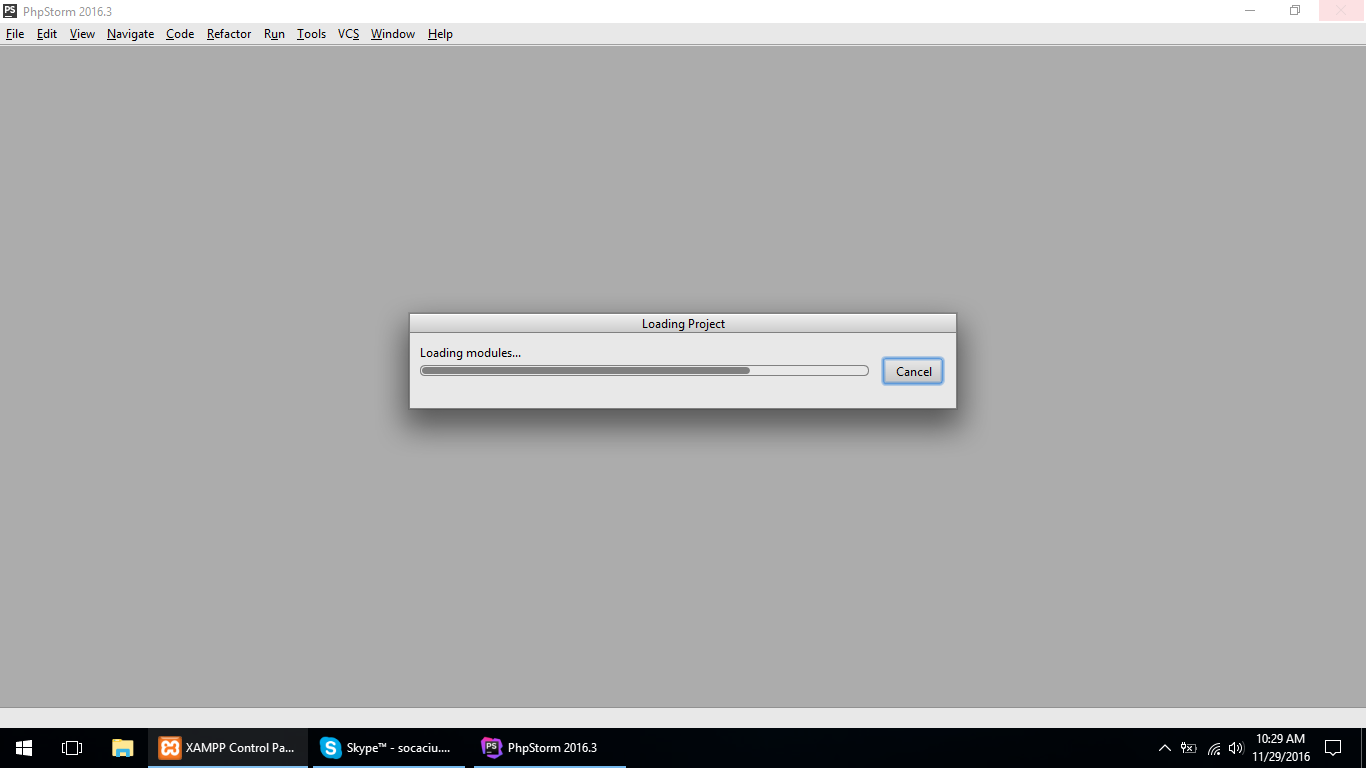 PS PhpStorm 2016.3
File Edit View Navigate Code Refactor Run Tools VCS Window Help
Loading Project
Loading modules...
Cancel
XAMPP Control Pa... Skype™ - socaciu.... PS PhpStorm 2016.3
10:29 AM
11/29/2016